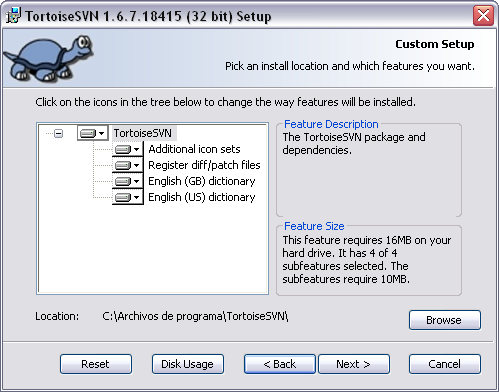 TortoiseSVN 1.6.7.18415 (32 bit) Setup
Custom Setup
Pick an install location and which features you want.
Click on the icons in the tree below to change the way features will be installed.
TortoiseSVN
Additional icon sets
Register diff/patch files
English (GB) dictionary
English (US) dictionary
Feature Description
The TortoiseSVN package and
dependencies.
Feature Size
This feature requires 16MB on your
hard drive. It has 4 of 4
subfeatures selected. The
subfeatures require 10MB.
Location: C:\Archivos de programa\TortoiseSVN\
Browse
Reset Disk Usage < Back Next > Cancel